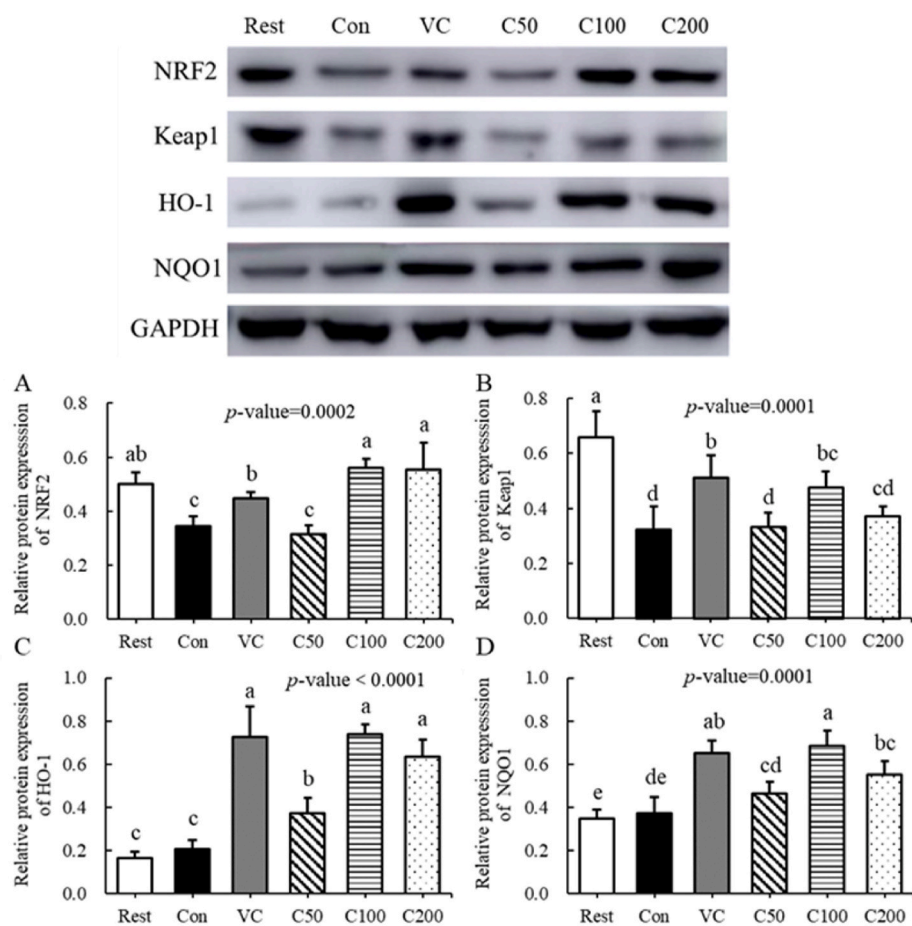 Rest Con VC C50 C100 C200
NRF2
Keap1
HO-1
NQO1
GAPDH
A
Relative protein expresssion
of NRF2
0.8
0.6
0.4
0.2
0.0
p-value=0.0002
ab c b c a a
Rest Con VC C50 C100 C200
B
Relative protein expresssion
of Keap1
0.8
0.6
0.4
0.2
0.0
p-value=0.0001
a d b d bc cd
Rest Con VC C50 C100 C200
C
Relative protein expresssion
of HO-1
1.0
0.8
0.6
0.4
0.2
0.0
p-value < 0.0001
c c a b a a
Rest Con VC C50 C100 C200
D
Relative protein expresssion
of NQO1
1.0
0.8
0.6
0.4
0.2
0.0
p-value=0.0001
e de ab cd a bc
Rest Con VC C50 C100 C200